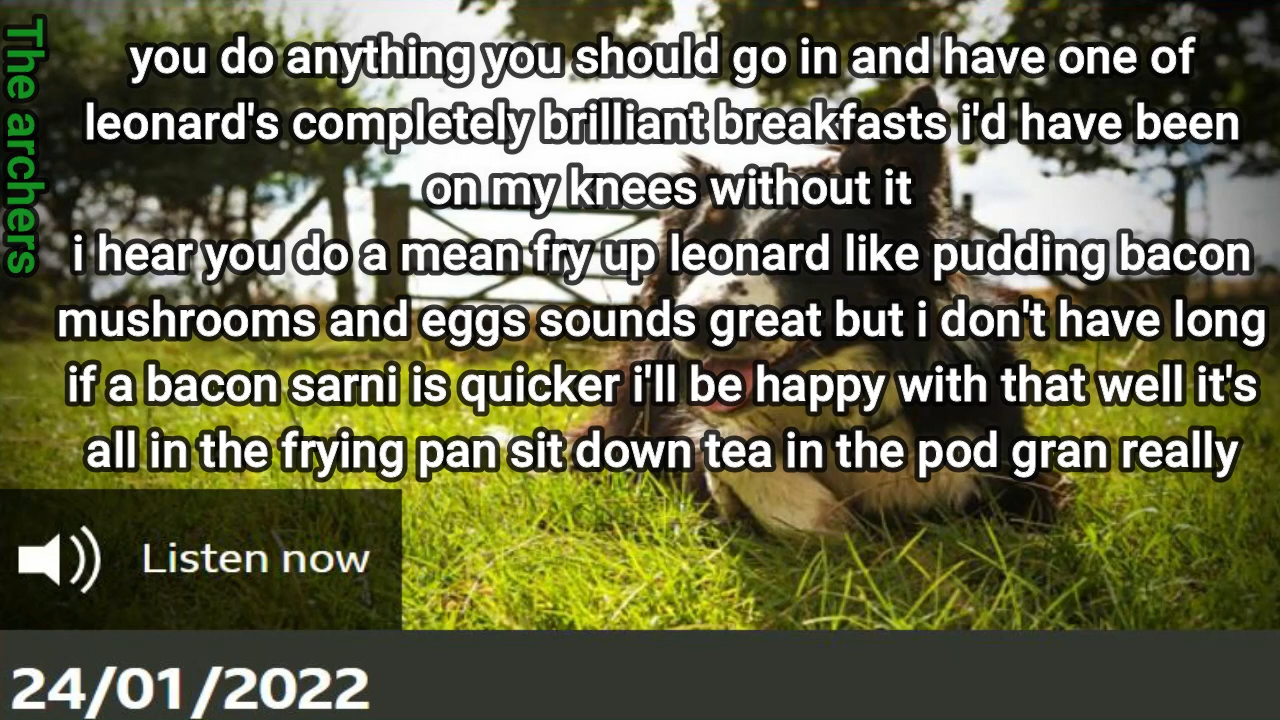 The archers
you do anything you should go in and have one of
leonard's completely brilliant breakfasts i'd have been
on my knees without it
i hear you do a mean fry up leonard like pudding bacon
mushrooms and eggs sounds great but i don't have long
if a bacon sarni is quicker i'll be happy with that well it's
all in the frying pan sit down tea in the pod gran really
Listen now
24/01/2022